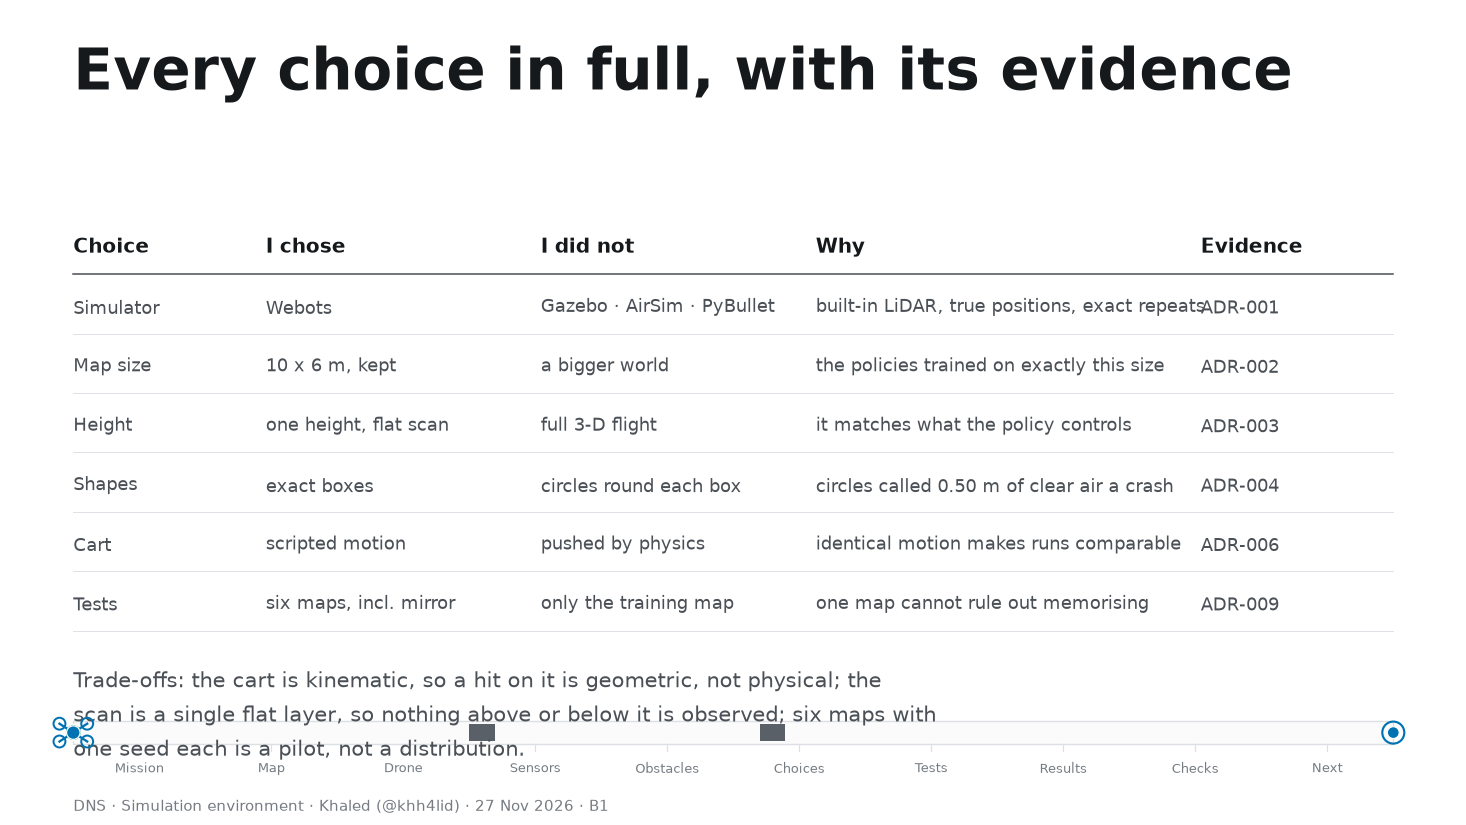 Every choice in full, with its evidence
Choice I chose I did not Why Evidence
Simulator Webots Gazebo · AirSim · PyBullet built-in LiDAR, true positions, exact repeats ADR-001
Map size 10 x 6 m, kept a bigger world the policies trained on exactly this size ADR-002
Height one height, flat scan full 3-D flight it matches what the policy controls ADR-003
Shapes exact boxes circles round each box circles called 0.50 m of clear air a crash ADR-004
Cart scripted motion pushed by physics identical motion makes runs comparable ADR-006
Tests six maps, incl. mirror only the training map one map cannot rule out memorising ADR-009
Trade-offs: the cart is kinematic, so a hit on it is geometric, not physical; the
scan is a single flat layer, so nothing above or below it is observed; six maps with
one seed each is a pilot, not a distribution.
Mission Map Drone Sensors Obstacles Choices Tests Results Checks Next
DNS · Simulation environment · Khaled (@khh4lid) · 27 Nov 2026 · B1